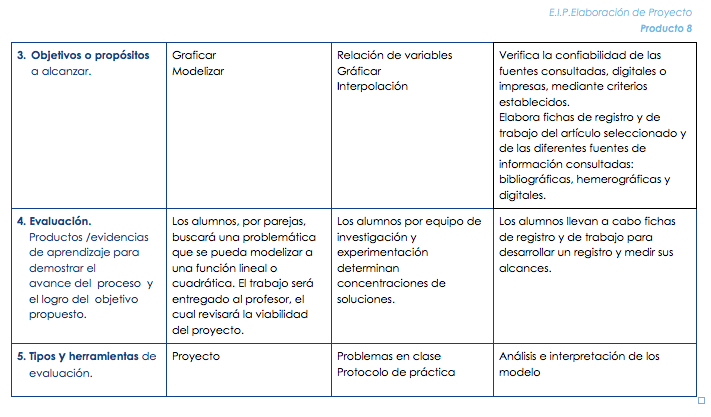 E.I.P.Elaboración de Proyecto
Producto 8
3. Objetivos o propósitos
a alcanzar.
Graficar
Modelizar
Relación de variables
Gráficar
Interpolación
Verifica la confiabilidad de las
fuentes consultadas, digitales o
impresas, mediante criterios
establecidos.
Elabora fichas de registro y de
trabajo del artículo seleccionado y
de las diferentes fuentes de
información consultadas:
bibliográficas, hemerográficas y
digitales.
4. Evaluación.
Productos /evidencias
de aprendizaje para
demostrar el
avance del proceso y
el logro del objetivo
propuesto.
Los alumnos, por parejas,
buscará una problemática
que se pueda modelizar a
una función lineal o
cuadrática. El trabajo será
entregado al profesor, el
cual revisará la viabilidad
del proyecto.
Los alumnos por equipo de
investigación y
experimentación
determinan
concentraciones de
soluciones.
Los alumnos llevan a cabo fichas
de registro y de trabajo para
desarrollar un registro y medir sus
alcances.
5. Tipos y herramientas de
evaluación.
Proyecto
Problemas en clase
Protocolo de práctica
Análisis e interpretación de los
modelo